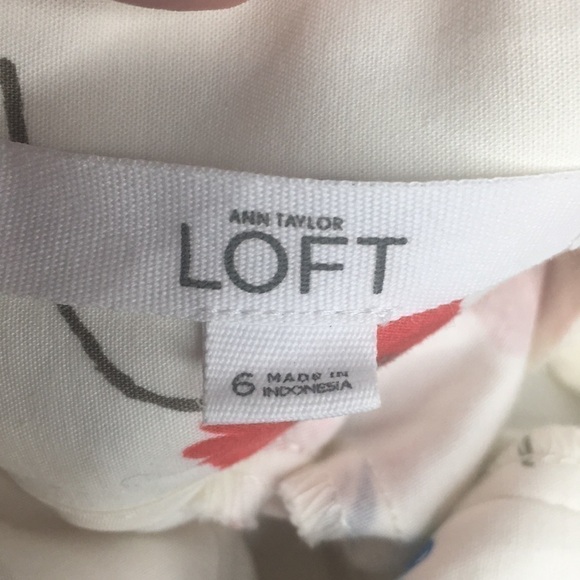 ANN TAYLOR
LOFT
6 MADE IN
INDONESIA